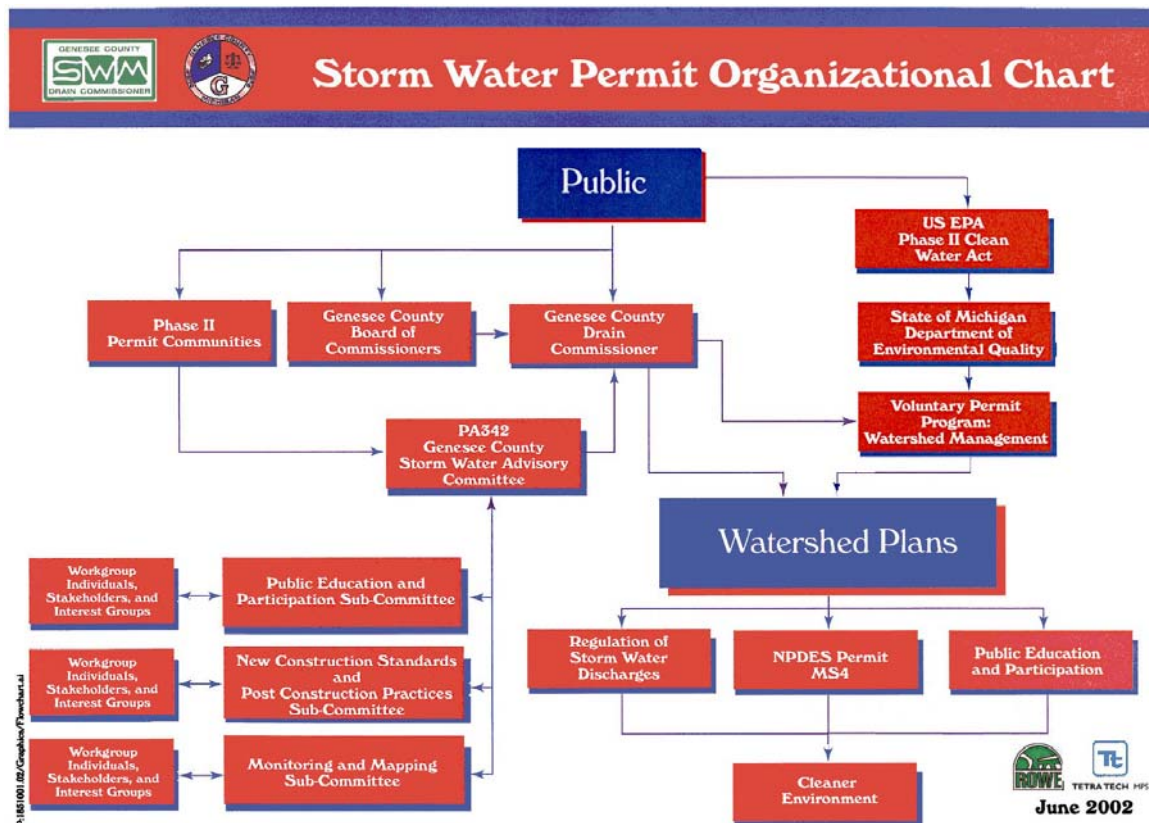 GENESEE COUNTY
SWM
DRAIN COMMISSIONER
G
Storm Water Permit Organizational Chart
Public
US EPA
Phase II Clean
Water Act
Phase II
Permit Communities
Genesee County
Board of
Commissioners
Genesee County
Drain
Commissioner
State of Michigan
Department of
Environmental Quality
Voluntary Permit
Program:
Watershed Management
PA342
Genesee County
Storm Water Advisory
Committee
Watershed Plans
Workgroup
Individuals,
Stakeholders, and
Interest Groups
Public Education and
Participation Sub-Committee
Workgroup
Individuals,
Stakeholders, and
Interest Groups
New Construction Standards
and
Post Construction Practices
Sub-Committee
Workgroup
Individuals,
Stakeholders, and
Interest Groups
Monitoring and Mapping
Sub-Committee
Regulation of
Storm Water
Discharges
NPDES Permit
MS4
Public Education
and Participation
Cleaner
Environment
ROWE
Tt
TETRA TECH MPS
June 2002